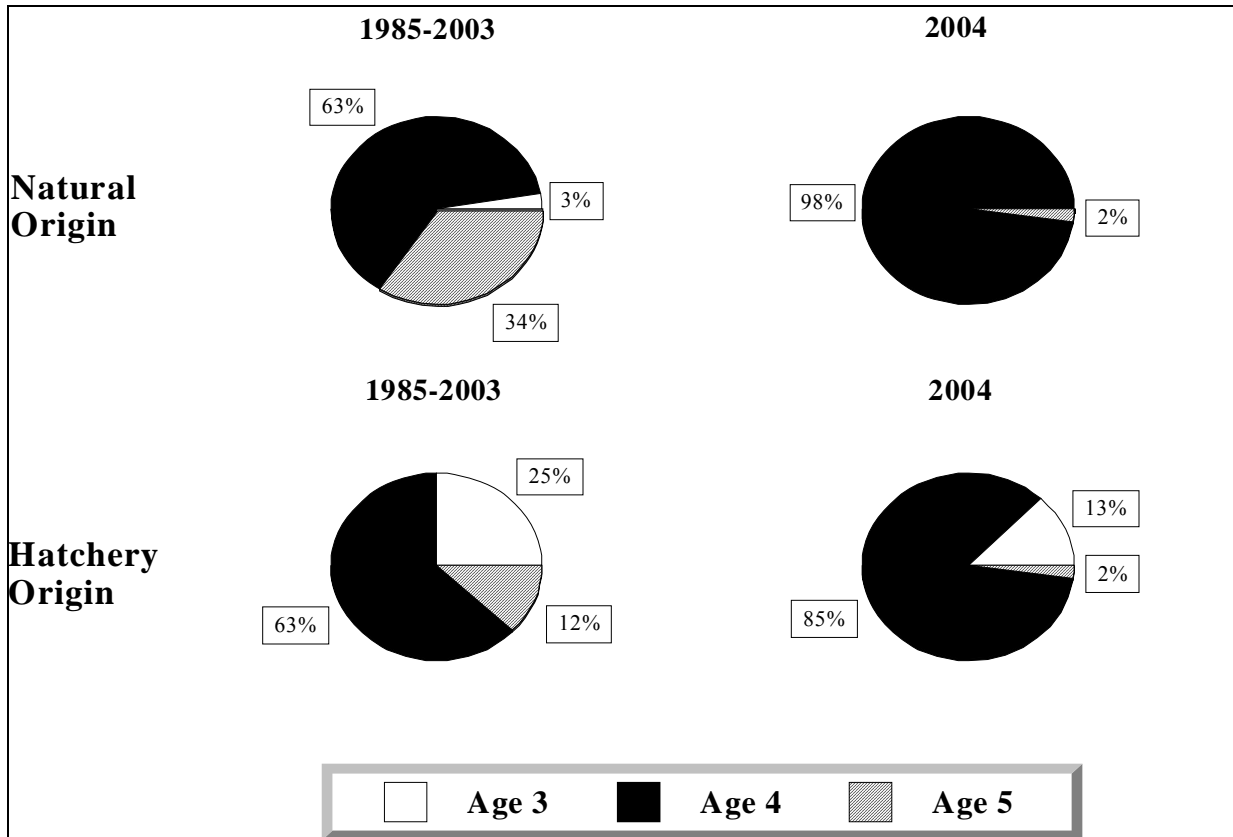 1985-2003
2004
63%
3%
34%
98%
2%
Natural
Origin
1985-2003
2004
25%
12%
63%
13%
2%
85%
Hatchery
Origin
Age 3
Age 4
Age 5